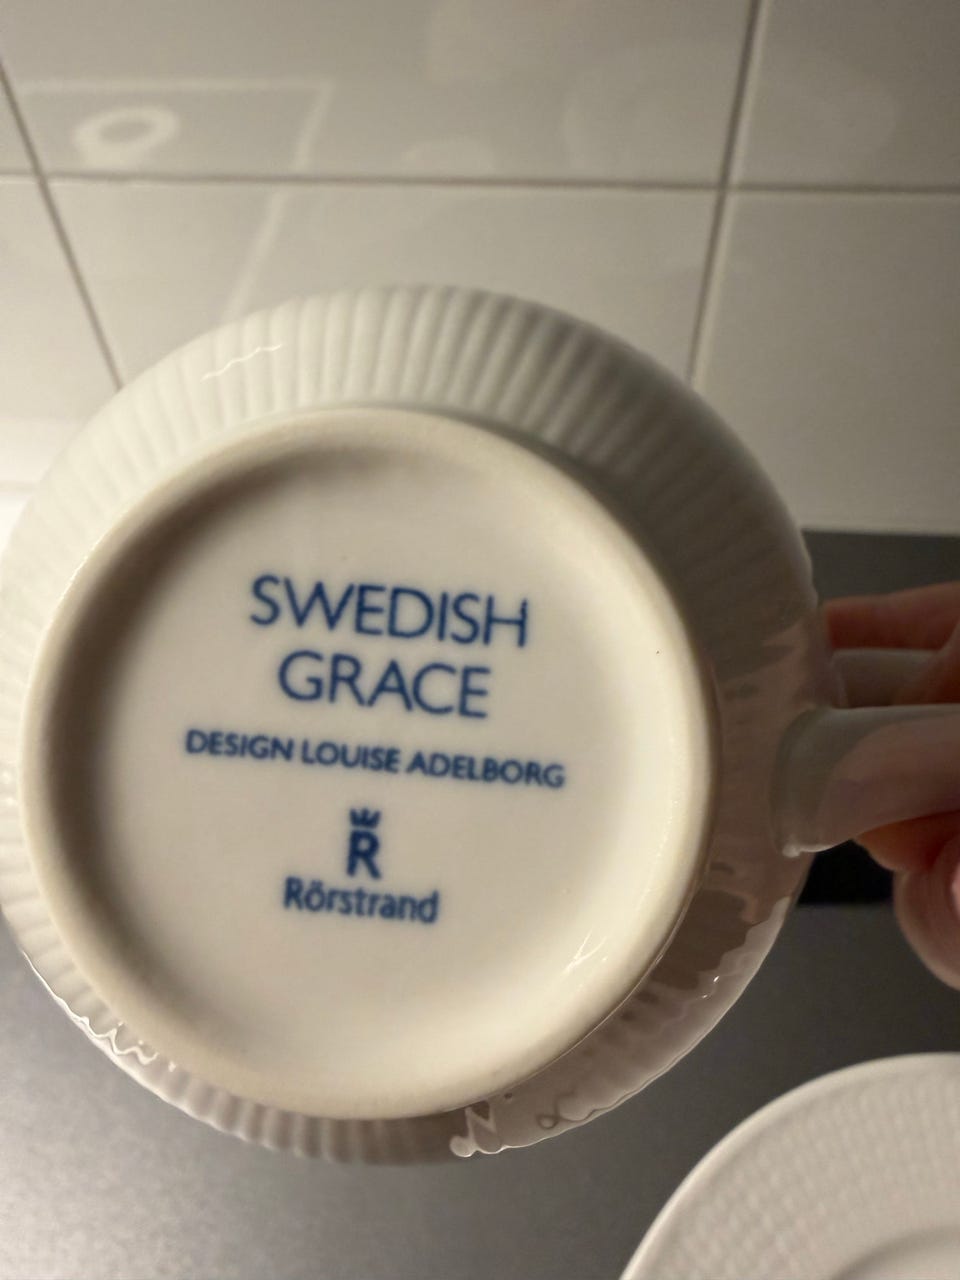 SWEDISH
GRACE
DESIGN LOUISE ADELBORG
R
Rörstrand